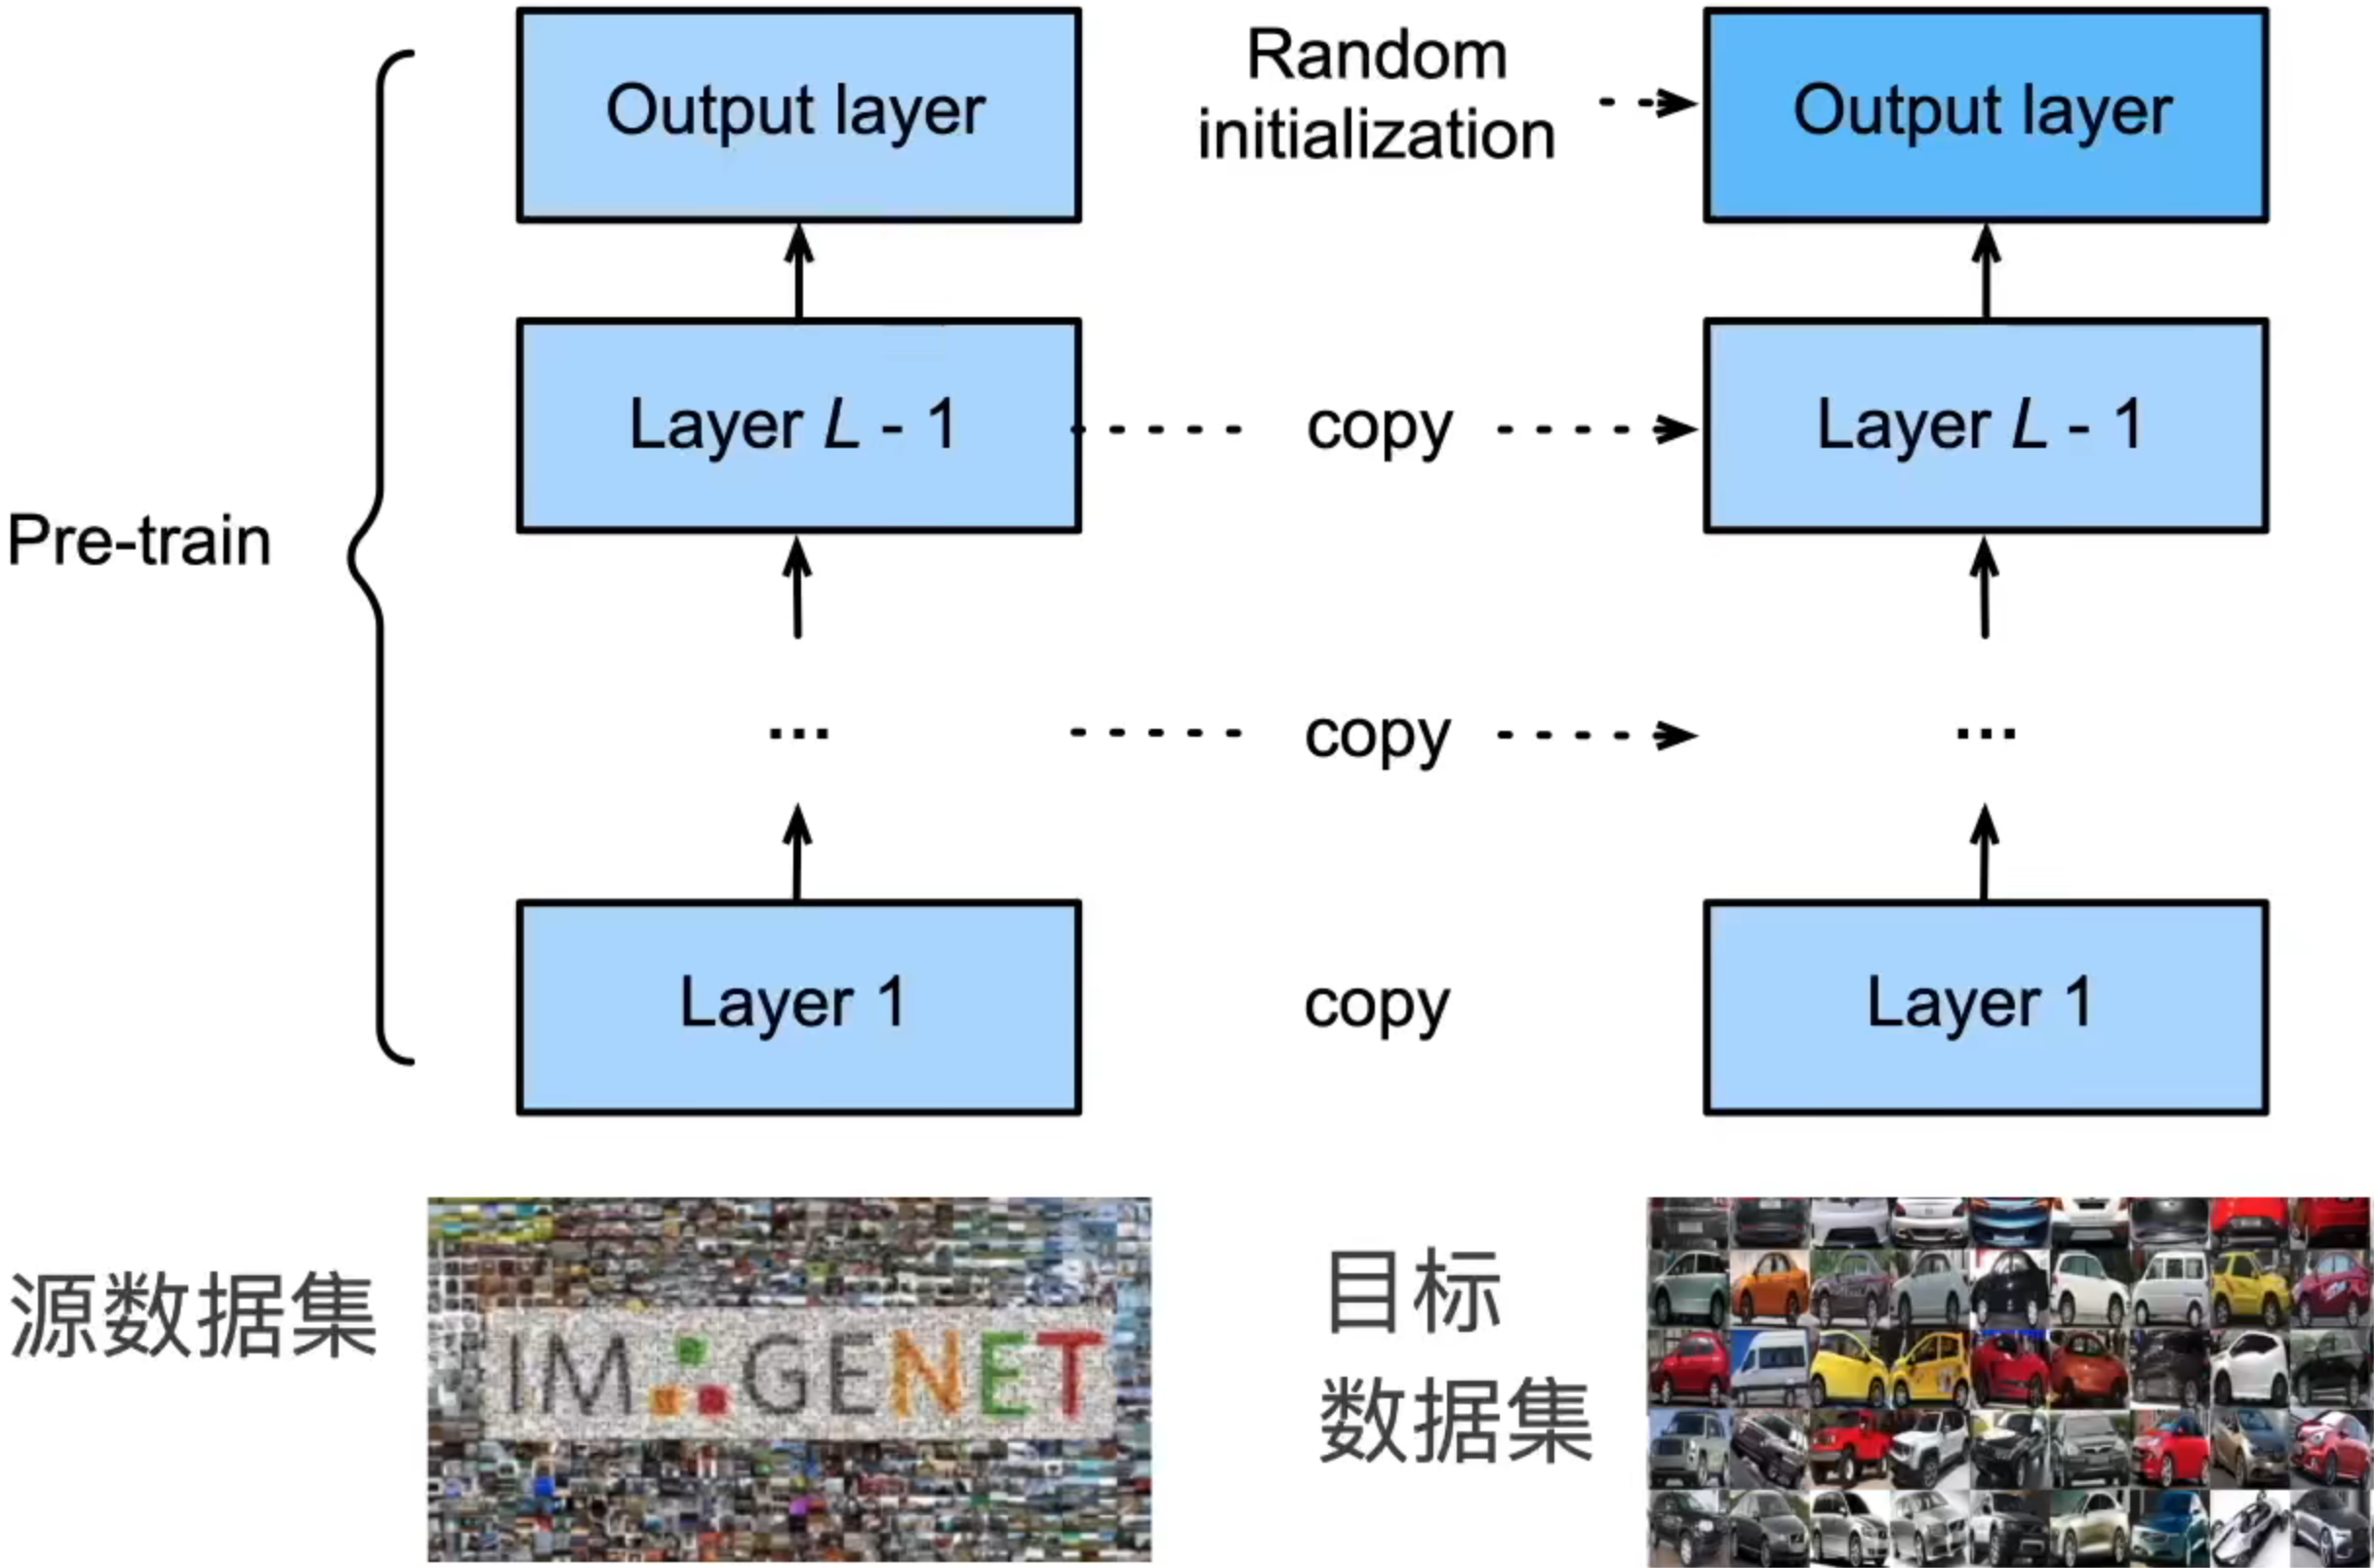 Output layer
Random
initialization
Output layer
Layer L - 1
copy
Layer L - 1
Pre-train
...
copy
...
Layer 1
copy
Layer 1
源数据集
IMAGENET
目标
数据集